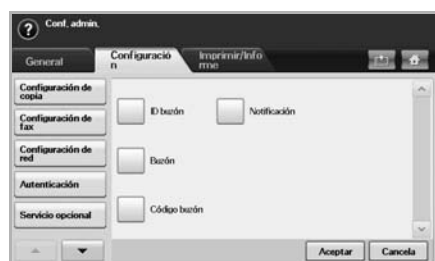 Conf. admin.
General
Configuració
n
Imprimir/Info
rme
Configuración de
copia
Configuración de
fax
Configuración de
red
Autenticación
Servicio opcional
ID buzón
Notificación
Buzón
Código buzón
Aceptar
Cancela